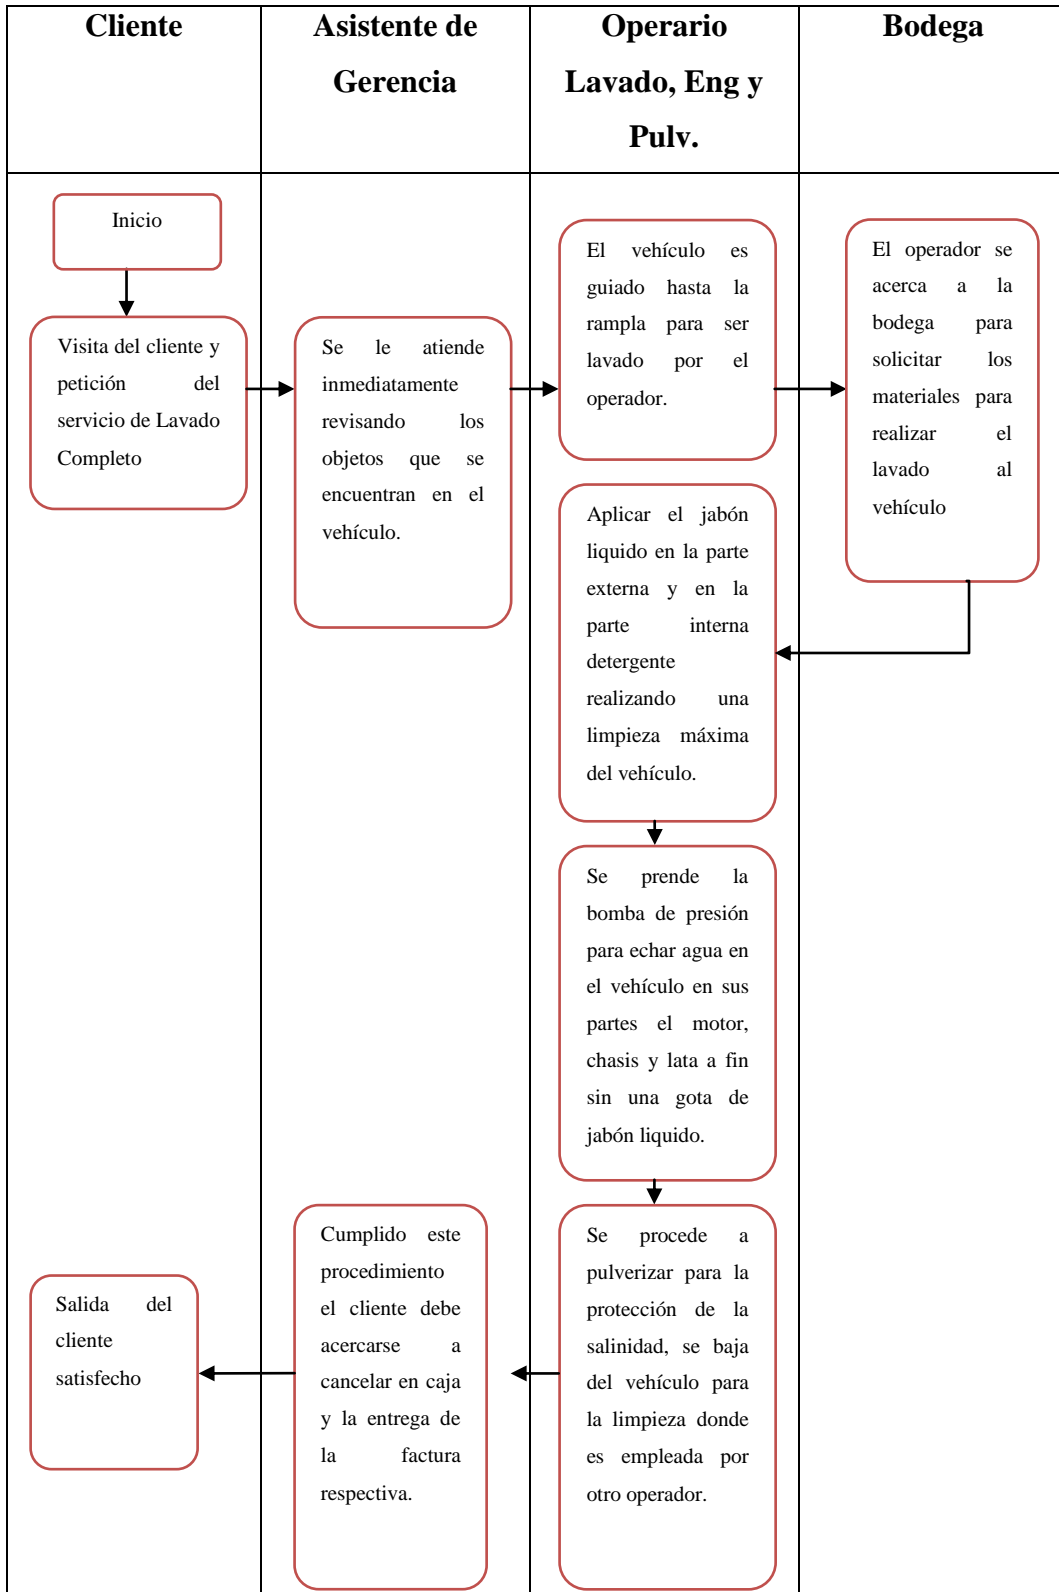 Cliente
Asistente de
Gerencia
Operario
Lavado, Eng y
Pulv.
Bodega
Inicio
Visita del cliente y
petición del
servicio de Lavado
Completo
Se le atiende
inmediatamente
revisando los
objetos que se
encuentran en el
vehículo.
El vehículo es
guiado hasta la
rampla para ser
lavado por el
operador.
El operador se
acerca a la
bodega para
solicitar los
materiales para
realizar el
lavado al
vehículo
Aplicar el jabón
liquido en la parte
externa y en la
parte interna
detergente
realizando una
limpieza máxima
del vehículo.
Se prende la
bomba de presión
para echar agua en
el vehículo en sus
partes el motor,
chasis y lata a fin
sin una gota de
jabón liquido.
Se procede a
pulverizar para la
protección de la
salinidad, se baja
del vehículo para
la limpieza donde
es empleada por
otro operador.
Cumplido este
procedimiento
el cliente debe
acercarse a
cancelar en caja
y la entrega de
la factura
respectiva.
Salida del
cliente
satisfecho